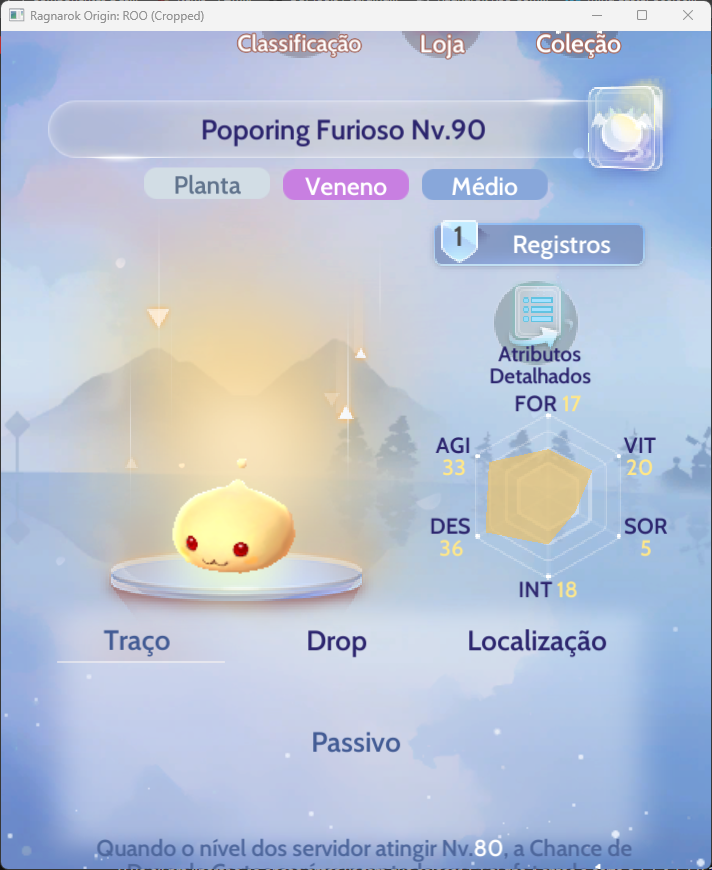 Ragnarok Origin: ROO (Cropped)
Classificação
Loja
Coleção
Poporing Furioso Nv.90
Planta
Veneno
Médio
1
Registros
Atributos
Detalhados
FOR 17
AGI
33
VIT
20
DES
36
SOR
5
INT 18
Traço
Drop
Localização
Passivo
Quando o nível dos servidor atingir Nv.80, a Chance de